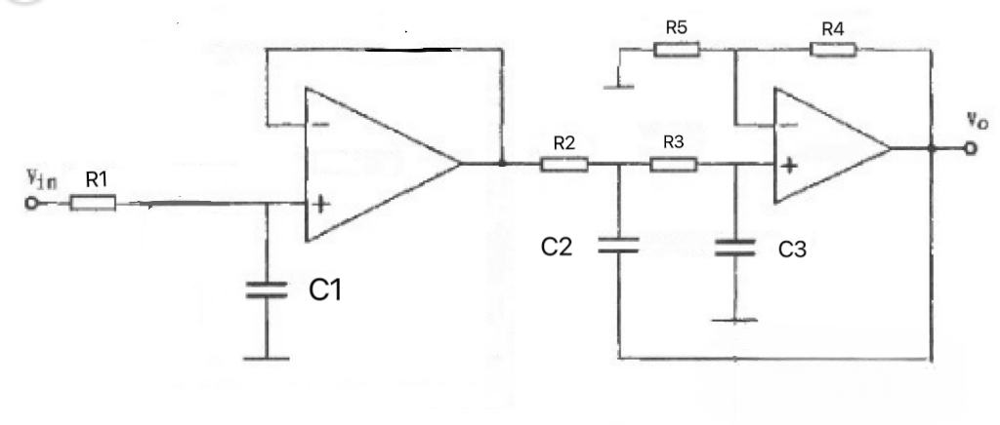 R5
R4
−
Vo
R2
R3
+
Vin
R1
−
+
C2
C3
C1